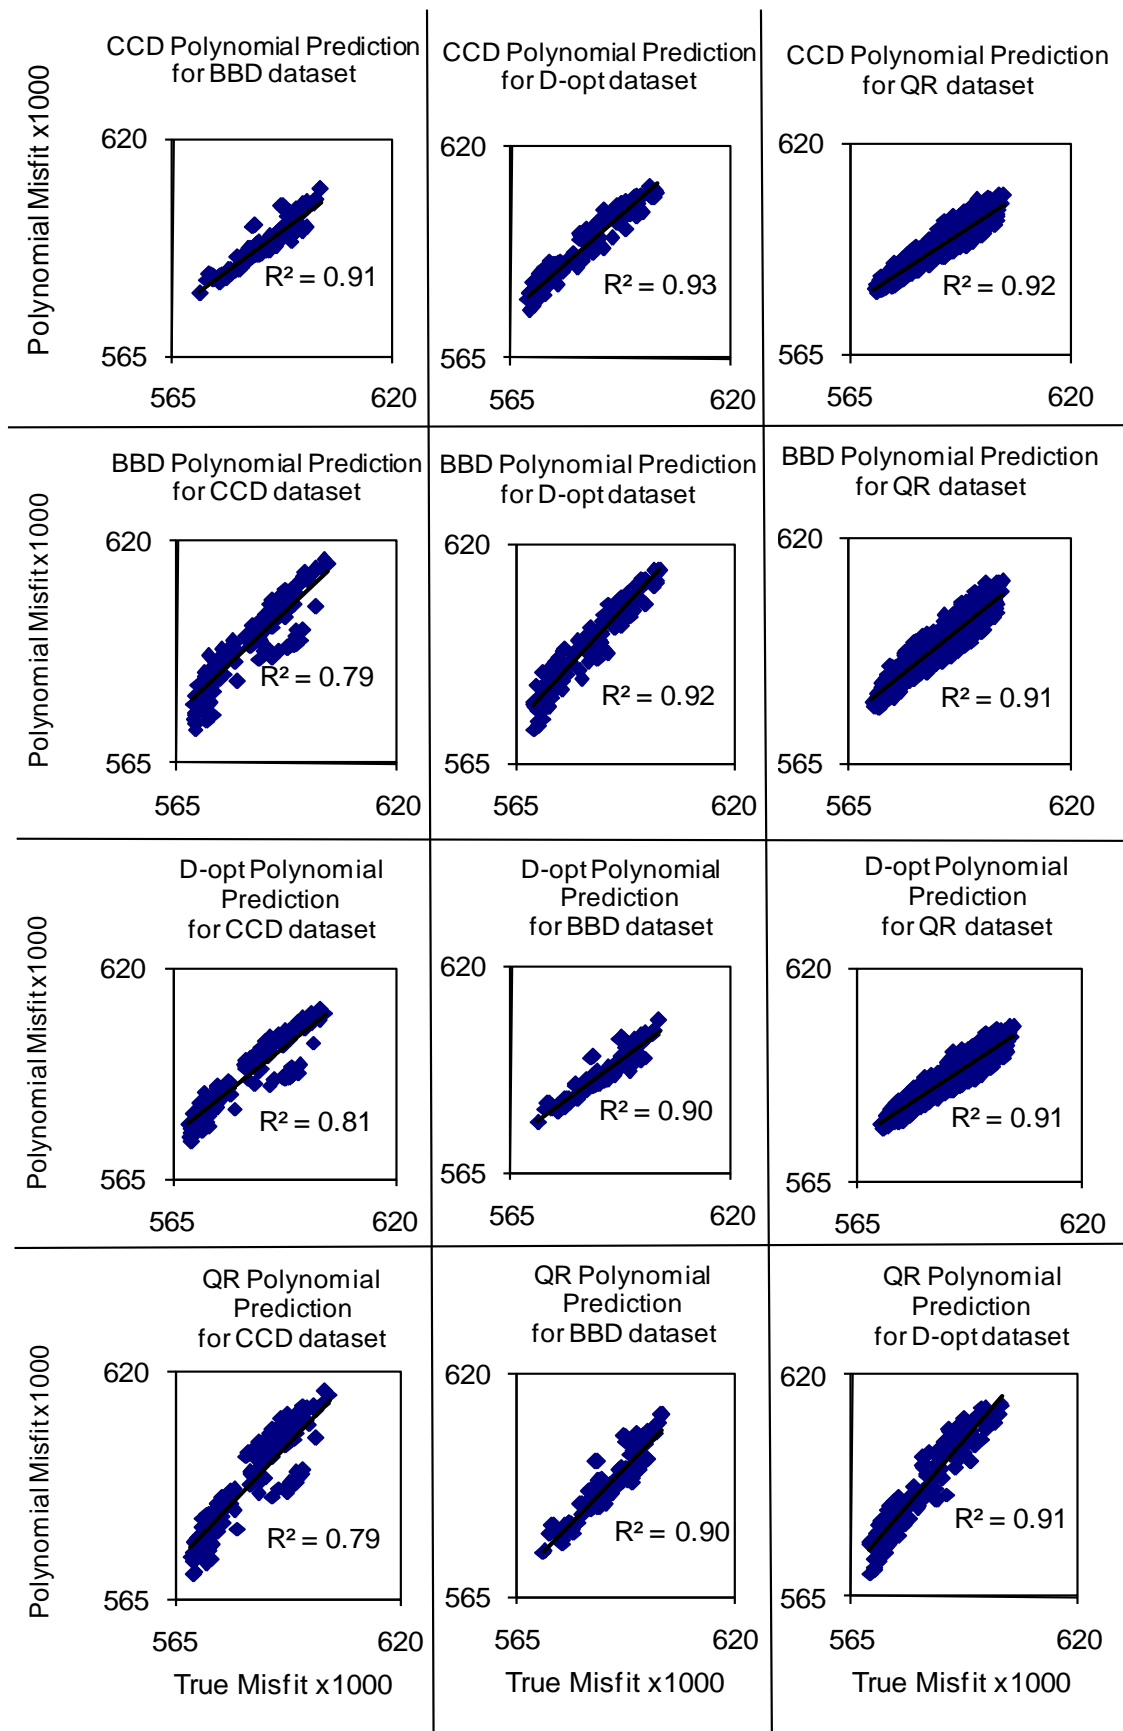 Polynomial Misfit x1000
CCD Polynomial Prediction
for BBD dataset
620
R² = 0.91
565
565 620
CCD Polynomial Prediction
for D-opt dataset
620
R² = 0.93
565
565 620
CCD Polynomial Prediction
for QR dataset
620
R² = 0.92
565
565 620
Polynomial Misfit x1000
BBD Polynomial Prediction
for CCD dataset
620
R² = 0.79
565
565 620
BBD Polynomial Prediction
for D-opt dataset
620
R² = 0.92
565
565 620
BBD Polynomial Prediction
for QR dataset
620
R² = 0.91
565
565 620
Polynomial Misfit x1000
D-opt Polynomial
Prediction
for CCD dataset
620
R² = 0.81
565
565 620
D-opt Polynomial
Prediction
for BBD dataset
620
R² = 0.90
565
565 620
D-opt Polynomial
Prediction
for QR dataset
620
R² = 0.91
565
565 620
Polynomial Misfit x1000
QR Polynomial
Prediction
for CCD dataset
620
R² = 0.79
565
565 620
True Misfit x1000
QR Polynomial
Prediction
for BBD dataset
620
R² = 0.90
565
565 620
True Misfit x1000
QR Polynomial
Prediction
for D-opt dataset
620
R² = 0.91
565
565 620
True Misfit x1000